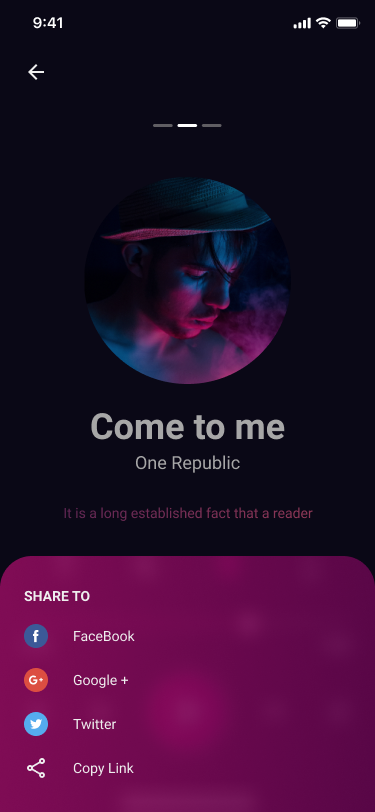 9:41
Come to me
One Republic
It is a long established fact that a reader
SHARE TO
f
FaceBook
G+
Google +
Twitter
Copy Link